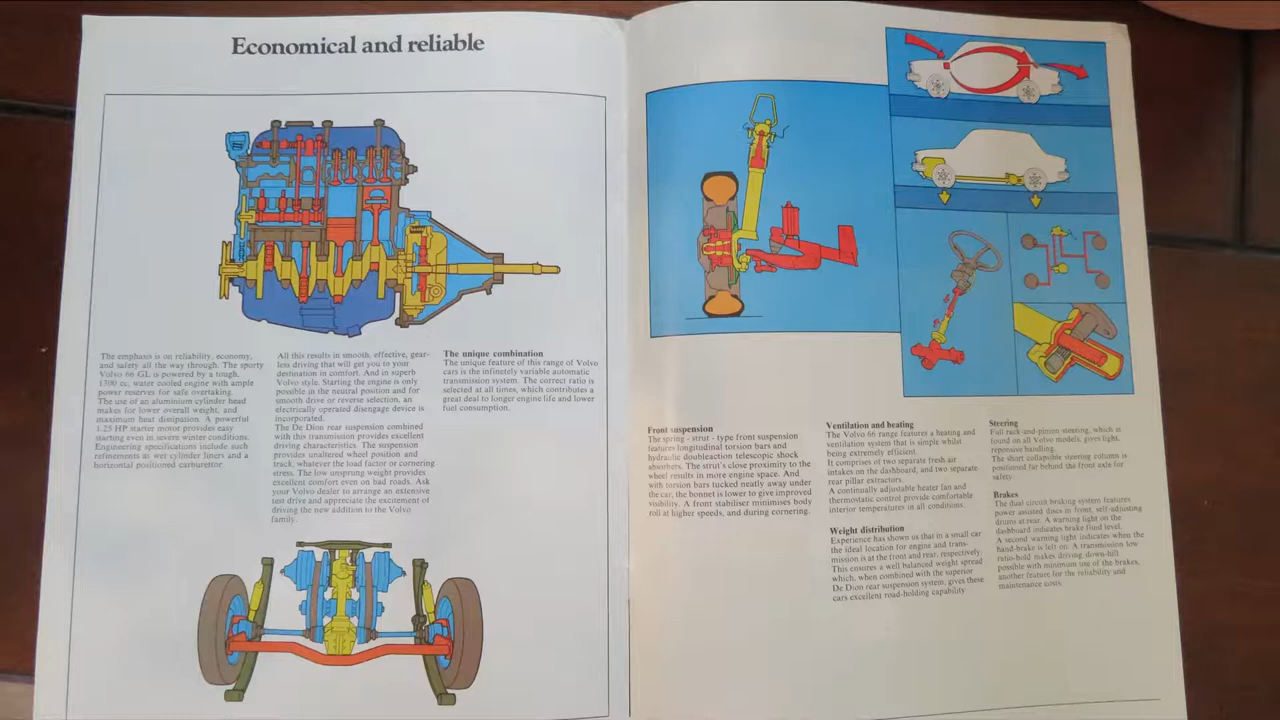 Economical and reliable
The emphasis is on reliability, economy,
and safety all the way through. The sporty
Volvo 66 GL is powered by a tough,
1300 cc, water cooled engine with ample
power reserves for safe overtaking.
The use of an aluminium cylinder head
makes for lower overall weight, and
maximum heat dissipation. A powerful
1.25 HP starter motor provides easy
starting even in severe winter conditions.
Engineering specifications include such
refinements as wet cylinder liners and a
horizontal positioned carburettor.
All this results in smooth, effective, gear-
less driving that will get you to your
destination in comfort. And in superb
Volvo style. Starting the engine is only
possible in the neutral position and for
smooth drive or reverse selection, an
electrically operated disengage device is
incorporated.
The De Dion rear suspension combined
with this transmission provides excellent
driving characteristics. The suspension
provides unaltered wheel position and
track, whatever the load factor or cornering
stress. The low unsprung weight provides
excellent comfort even on bad roads. Ask
your Volvo dealer to arrange an extensive
test drive and appreciate the excitement of
driving the new addition to the Volvo
family.
The unique combination
The unique feature of this range of Volvo
cars is the infinetely variable automatic
transmission system. The correct ratio is
selected at all times, which contributes a
great deal to longer engine life and lower
fuel consumption.
Front suspension
The spring - strut - type front suspension
features longitudinal torsion bars and
hydraulic doubleaction telescopic shock
absorbers. The strut's close proximity to the
wheel results in more engine space. And
with torsion bars tucked neatly away under
the car, the bonnet is lower to give improved
visibility. A front stabiliser minimises body
roll at higher speeds, and during cornering.
Ventilation and heating
The Volvo 66 range features a heating and
ventilation system that is simple whilst
being extremely efficient.
It comprises of two separate fresh air
intakes on the dashboard, and two separate
rear pillar extractors.
A continually adjustable heater fan and
thermostatic control provide comfortable
interior temperatures in all conditions.
Weight distribution
Experience has shown us that in a small car
the ideal location for engine and trans-
mission is at the front and rear, respectively.
This ensures a well balanced weight spread
which, when combined with the superior
De Dion rear suspension system, gives these
cars excellent road-holding capability
Steering
Full rack-and-pinion steering, which is
found on all Volvo models, gives light,
reponsive handling.
The short collapsible steering column is
positioned far behind the front axle for
safety.
Brakes
The dual circuit braking system features
power assisted discs in front, self-adjusting
drums at rear. A warning light on the
dashboard indicates brake fluid level.
A second warning light indicates when the
hand-brake is left on. A transmission low
ratio-hold makes driving down-hill
possible with minimum use of the brakes,
another feature for the reliability and
maintenance costs.